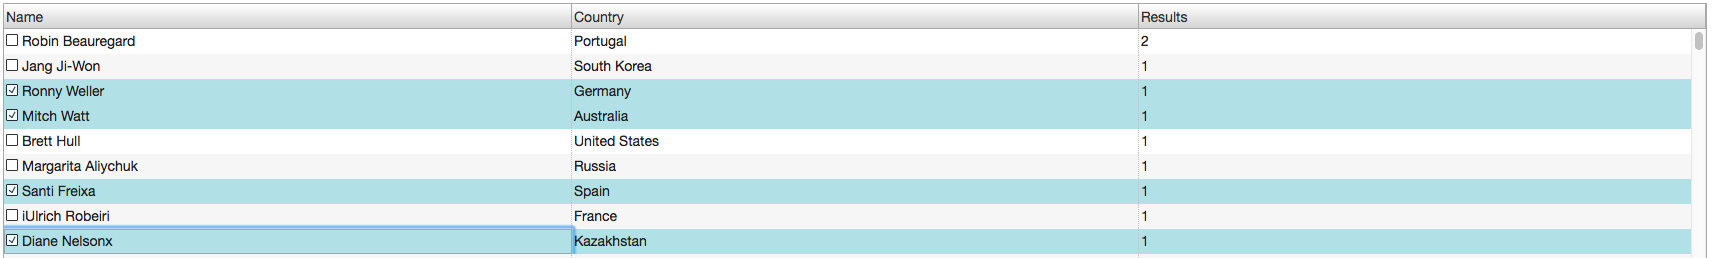 Name Country Results
Robin Beauregard Portugal 2
Jang Ji-Won South Korea 1
Ronny Weller Germany 1
Mitch Watt Australia 1
Brett Hull United States 1
Margarita Aliychuk Russia 1
Santi Freixa Spain 1
iUlrich Robeiri France 1
Diane Nelsonx Kazakhstan 1